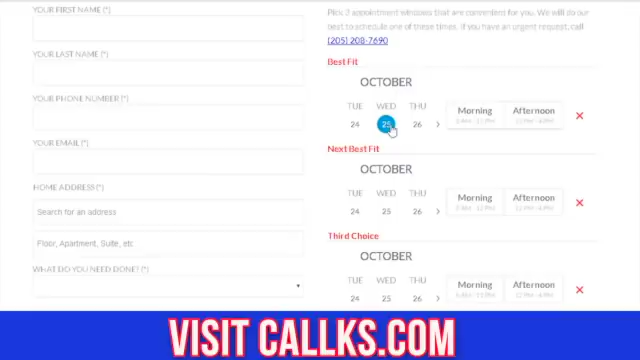 YOUR FIRST NAME (*)
YOUR LAST NAME (*)
YOUR PHONE NUMBER (*)
YOUR EMAIL (*)
HOME ADDRESS (*)
Search for an address
Floor, Apartment, Suite, etc
WHAT DO YOU NEED DONE? (*)
Pick 3 appointment windows that are convenient for you. We will do our
best to schedule one of these times. If you have an urgent request, call
(205) 208-7690
Best Fit
OCTOBER
TUE WED THU
24 25 26 >
Morning Afternoon
Next Best Fit
OCTOBER
TUE WED THU
24 25 26 >
Morning Afternoon
Third Choice
OCTOBER
TUE WED THU
24 25 26 >
Morning Afternoon
VISIT CALLKS.COM